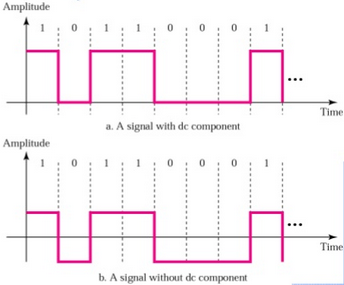 Amplitude
1 0 1 1 0 0 0 1
...
Time
a. A signal with dc component
Amplitude
1 0 1 1 0 0 0 1
...
Time
b. A signal without dc component